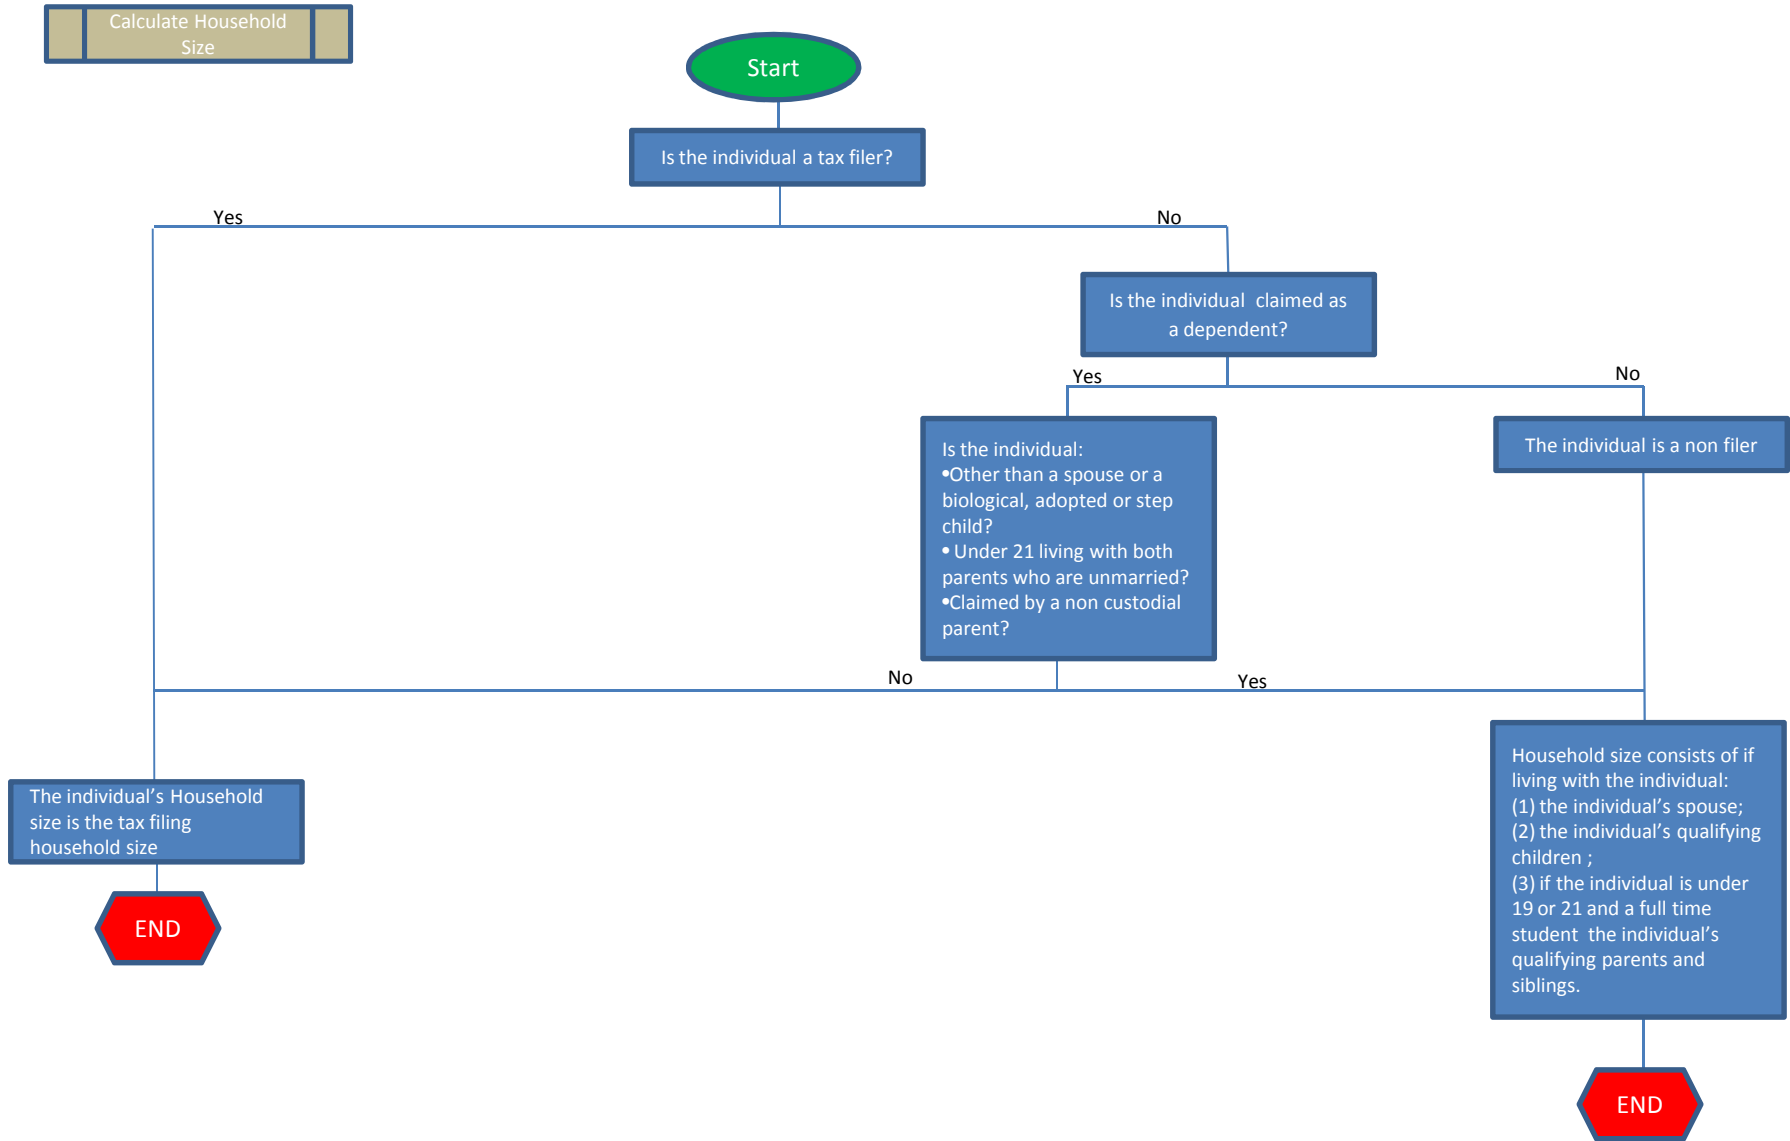 Calculate Household
Size
Start
Is the individual a tax filer?
Yes
No
Is the individual claimed as
a dependent?
Yes
No
Is the individual:
•Other than a spouse or a
biological, adopted or step
child?
• Under 21 living with both
parents who are unmarried?
•Claimed by a non custodial
parent?
The individual is a non filer
No
Yes
The individual's Household
size is the tax filing
household size
END
Household size consists of if
living with the individual:
(1) the individual's spouse;
(2) the individual's qualifying
children ;
(3) if the individual is under
19 or 21 and a full time
student the individual's
qualifying parents and
siblings.
END